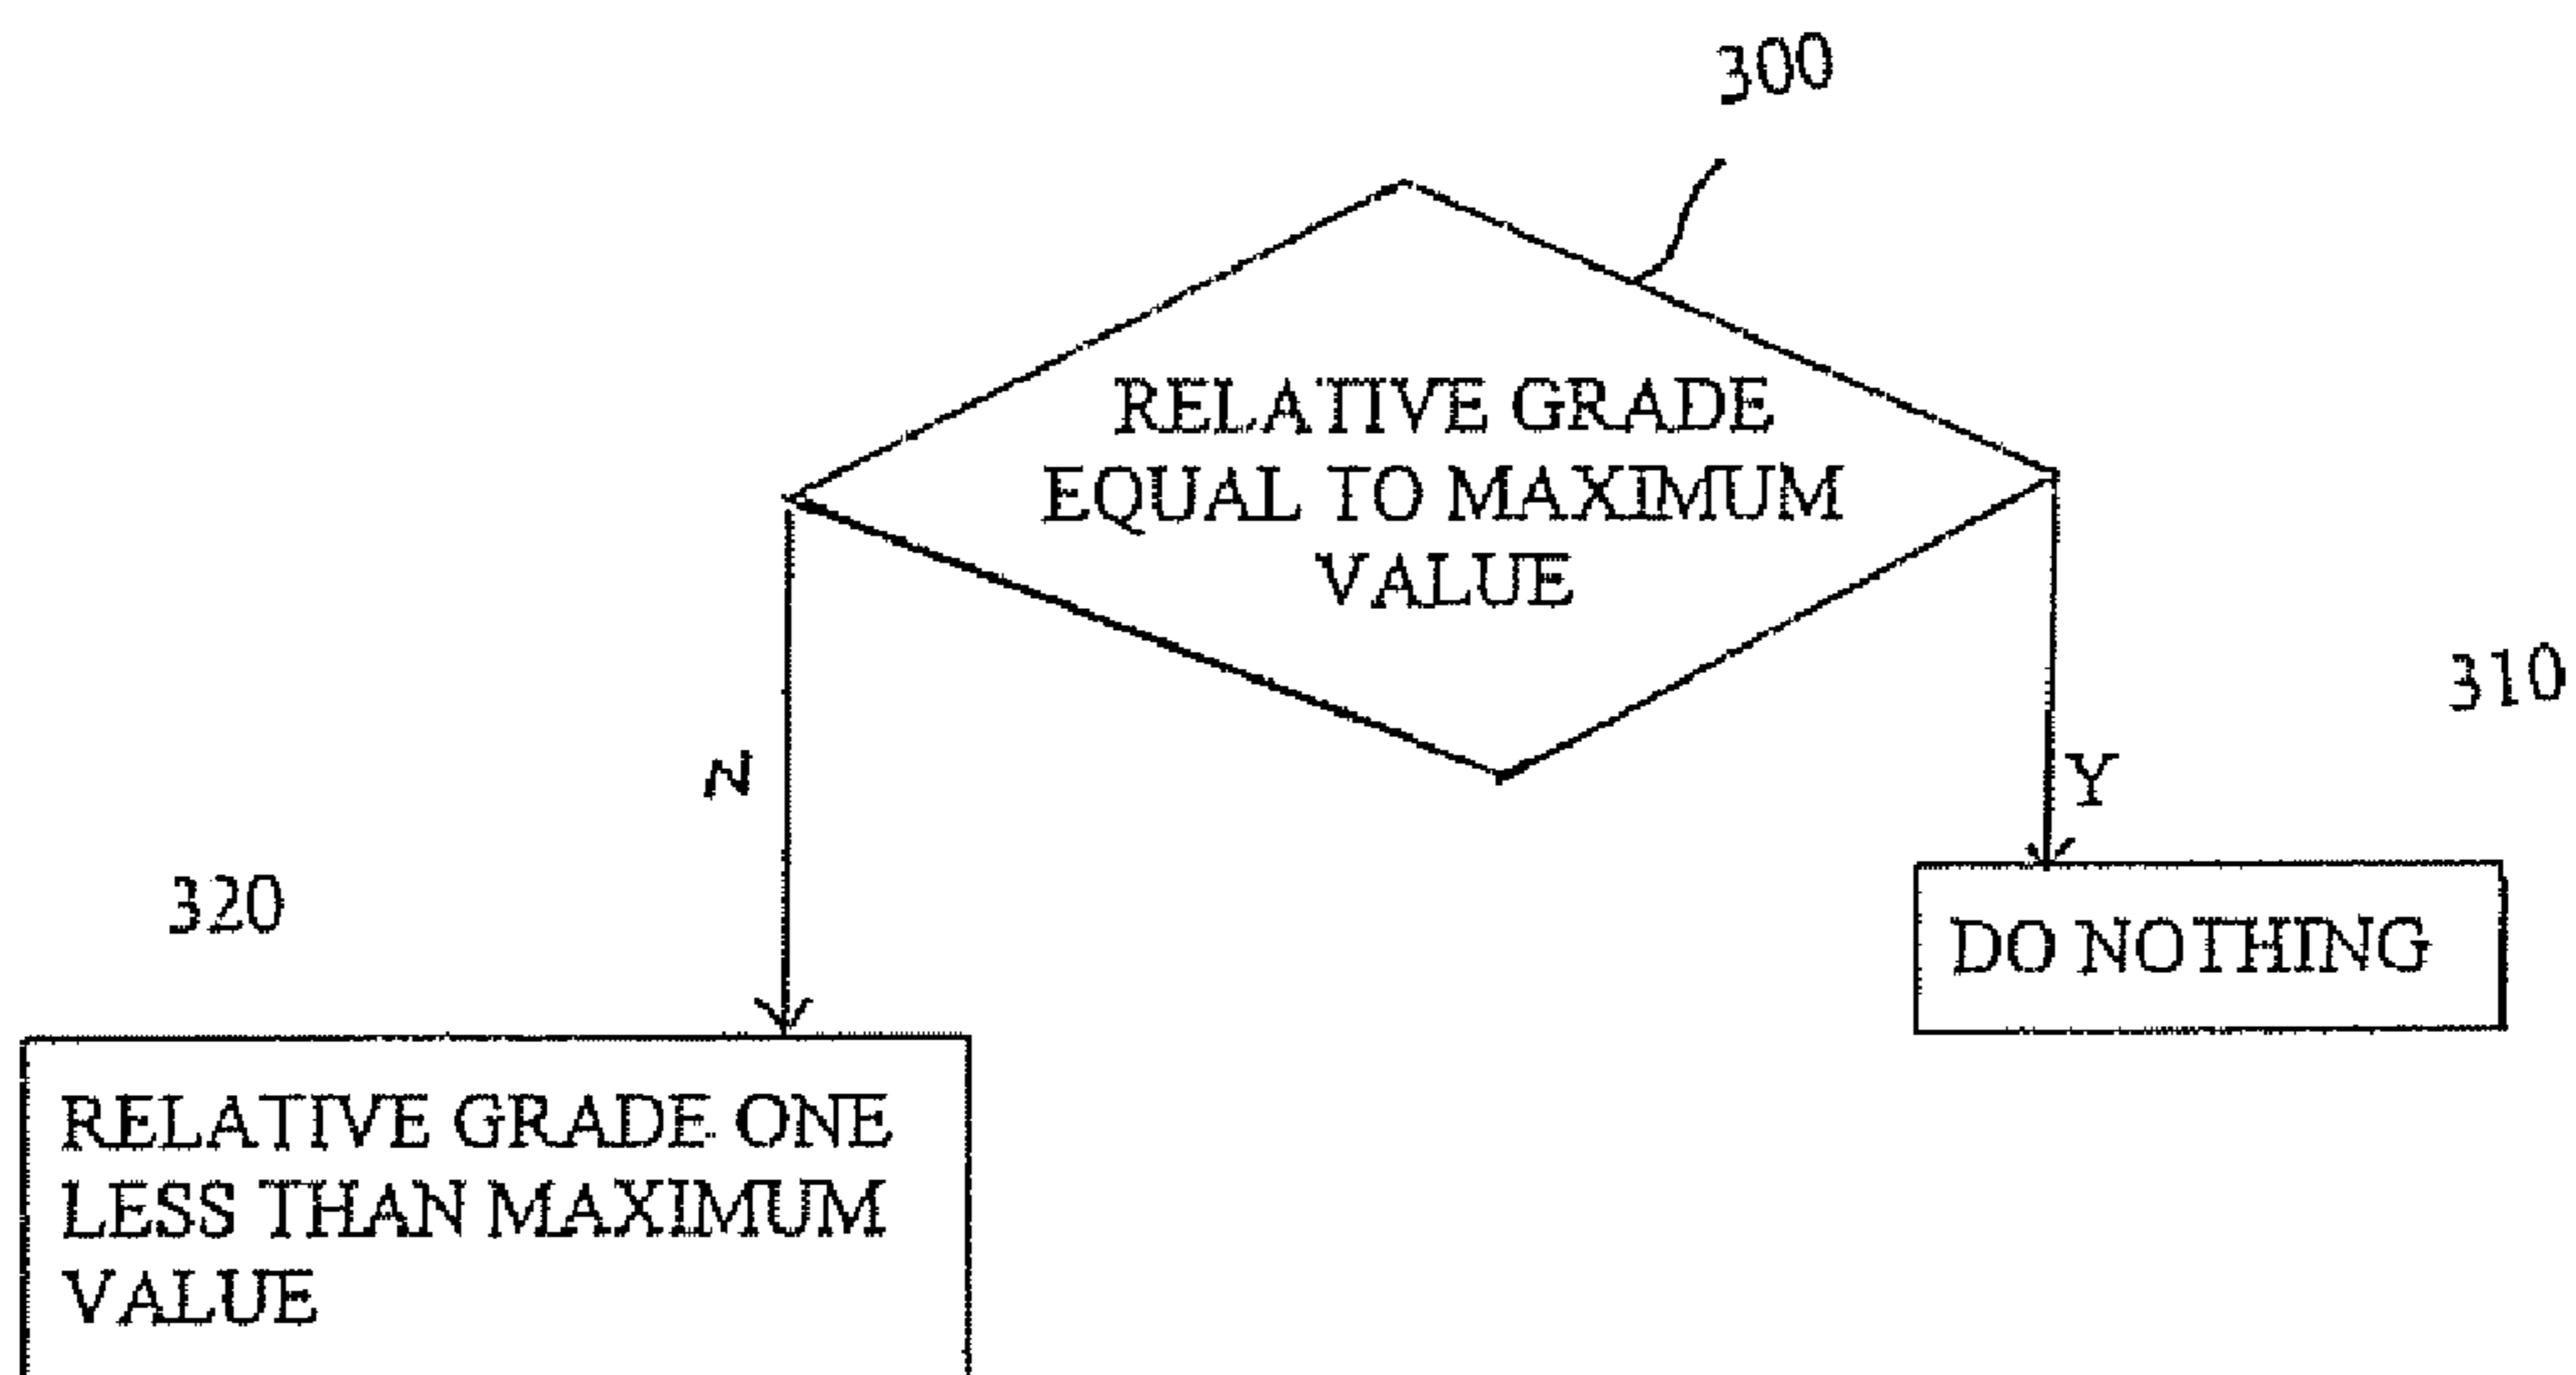 300
RELATIVE GRADE
EQUAL TO MAXIMUM
VALUE
310
N
Y
320
DO NOTHING
RELATIVE GRADE ONE
LESS THAN MAXIMUM
VALUE